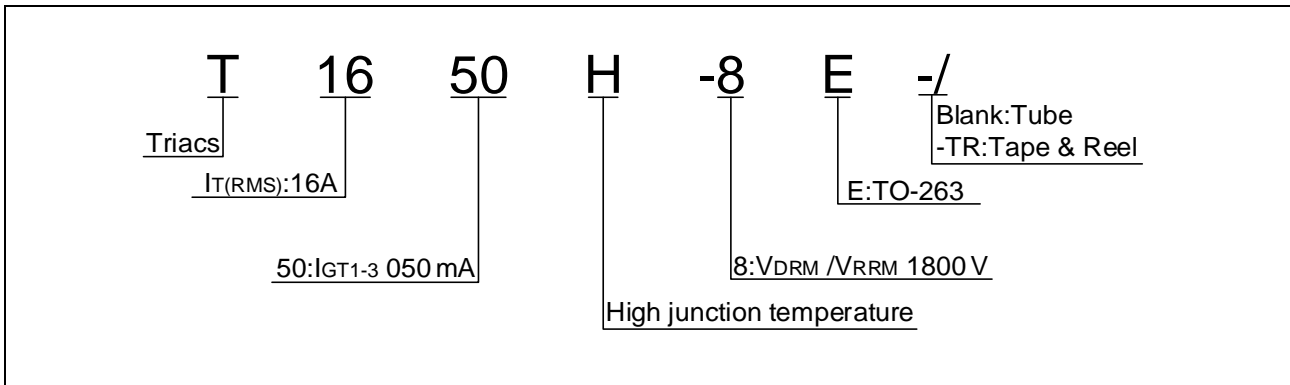 T 16 50 H -8 E -/
Blank:Tube
Triacs
-TR:Tape & Reel
IT(RMS):16A
E:TO-263
50:IGT1-3 050 mA
8:VDRM /VRRM 1800 V
High junction temperature